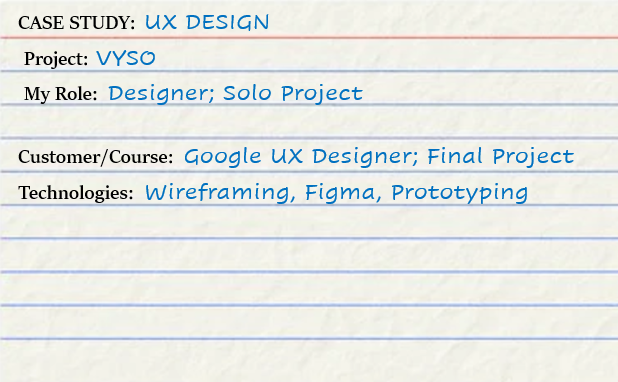 CASE STUDY: UX DESIGN
Project: VYSO
My Role: Designer; Solo Project
Customer/Course: Google UX Designer; Final Project
Technologies: Wireframing, Figma, Prototyping